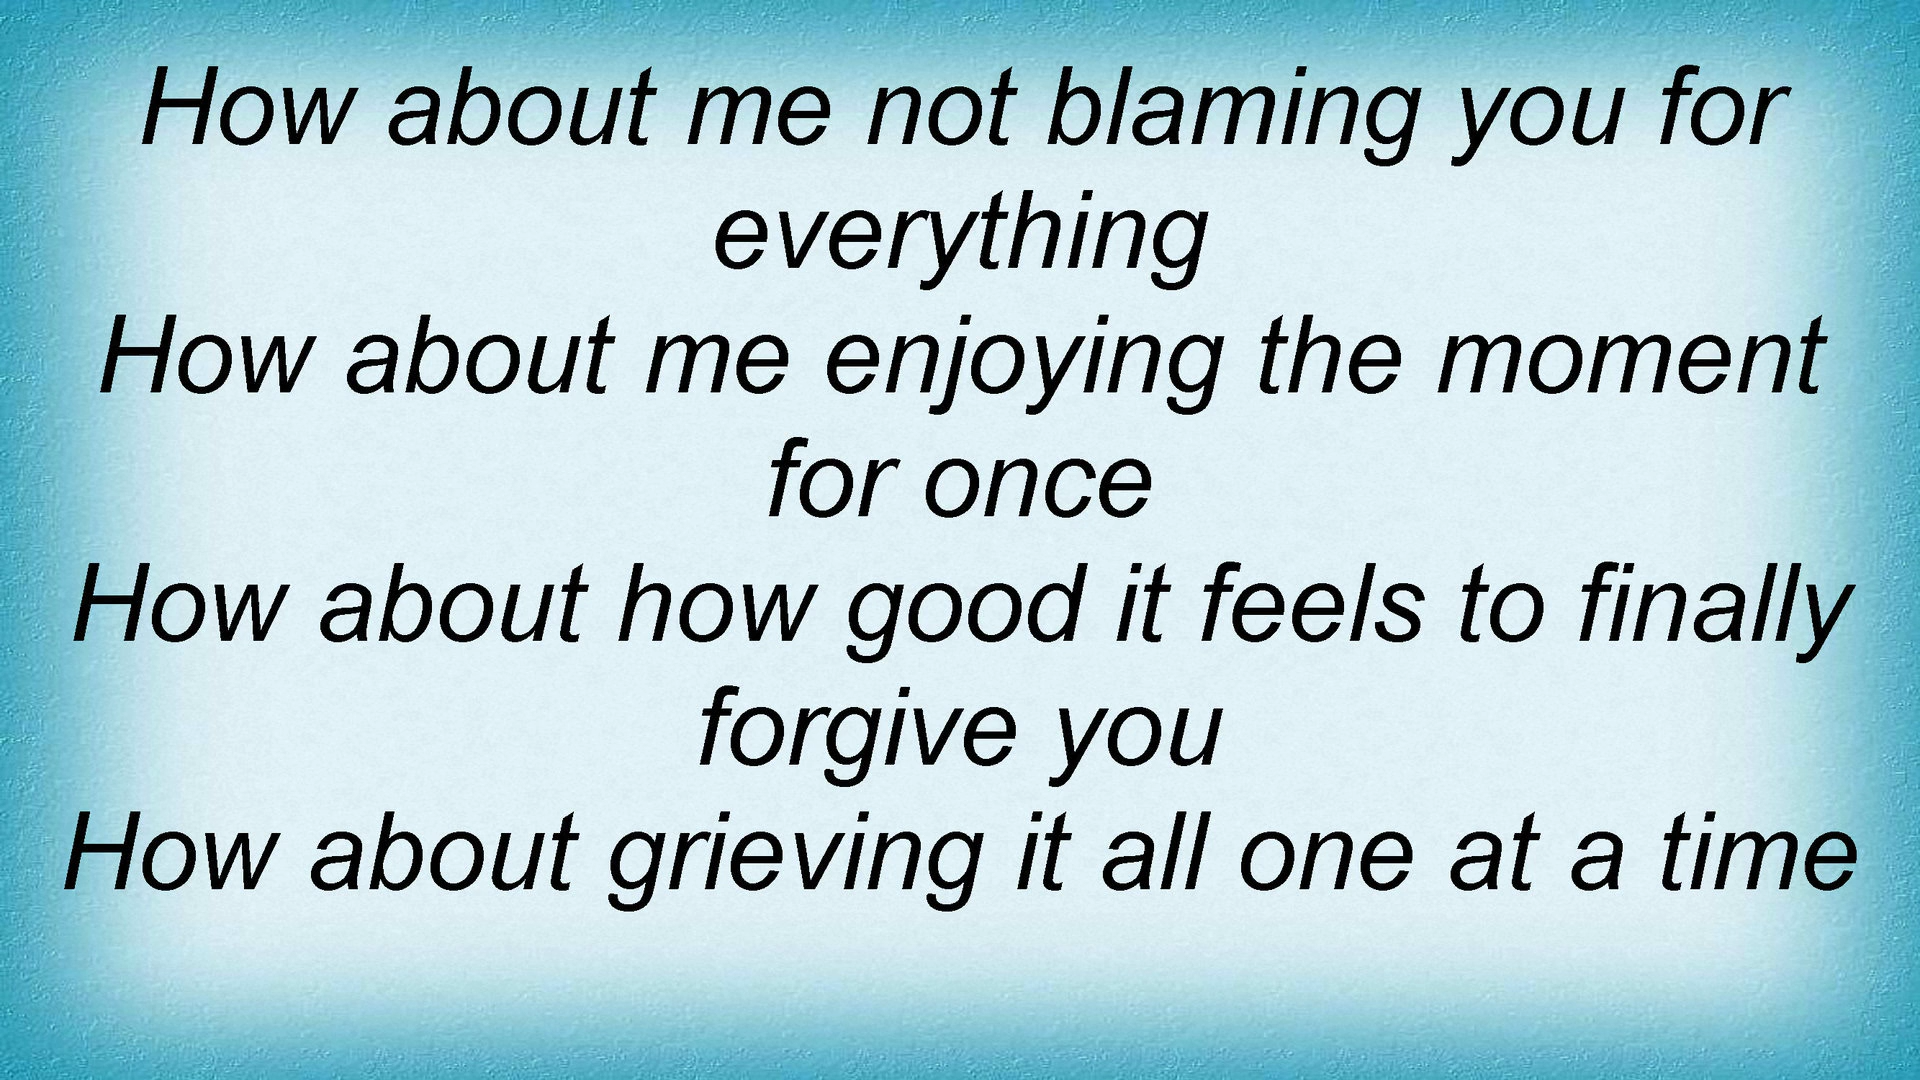 How about me not blaming you for
everything
How about me enjoying the moment
for once
How about how good it feels to finally
forgive you
How about grieving it all one at a time